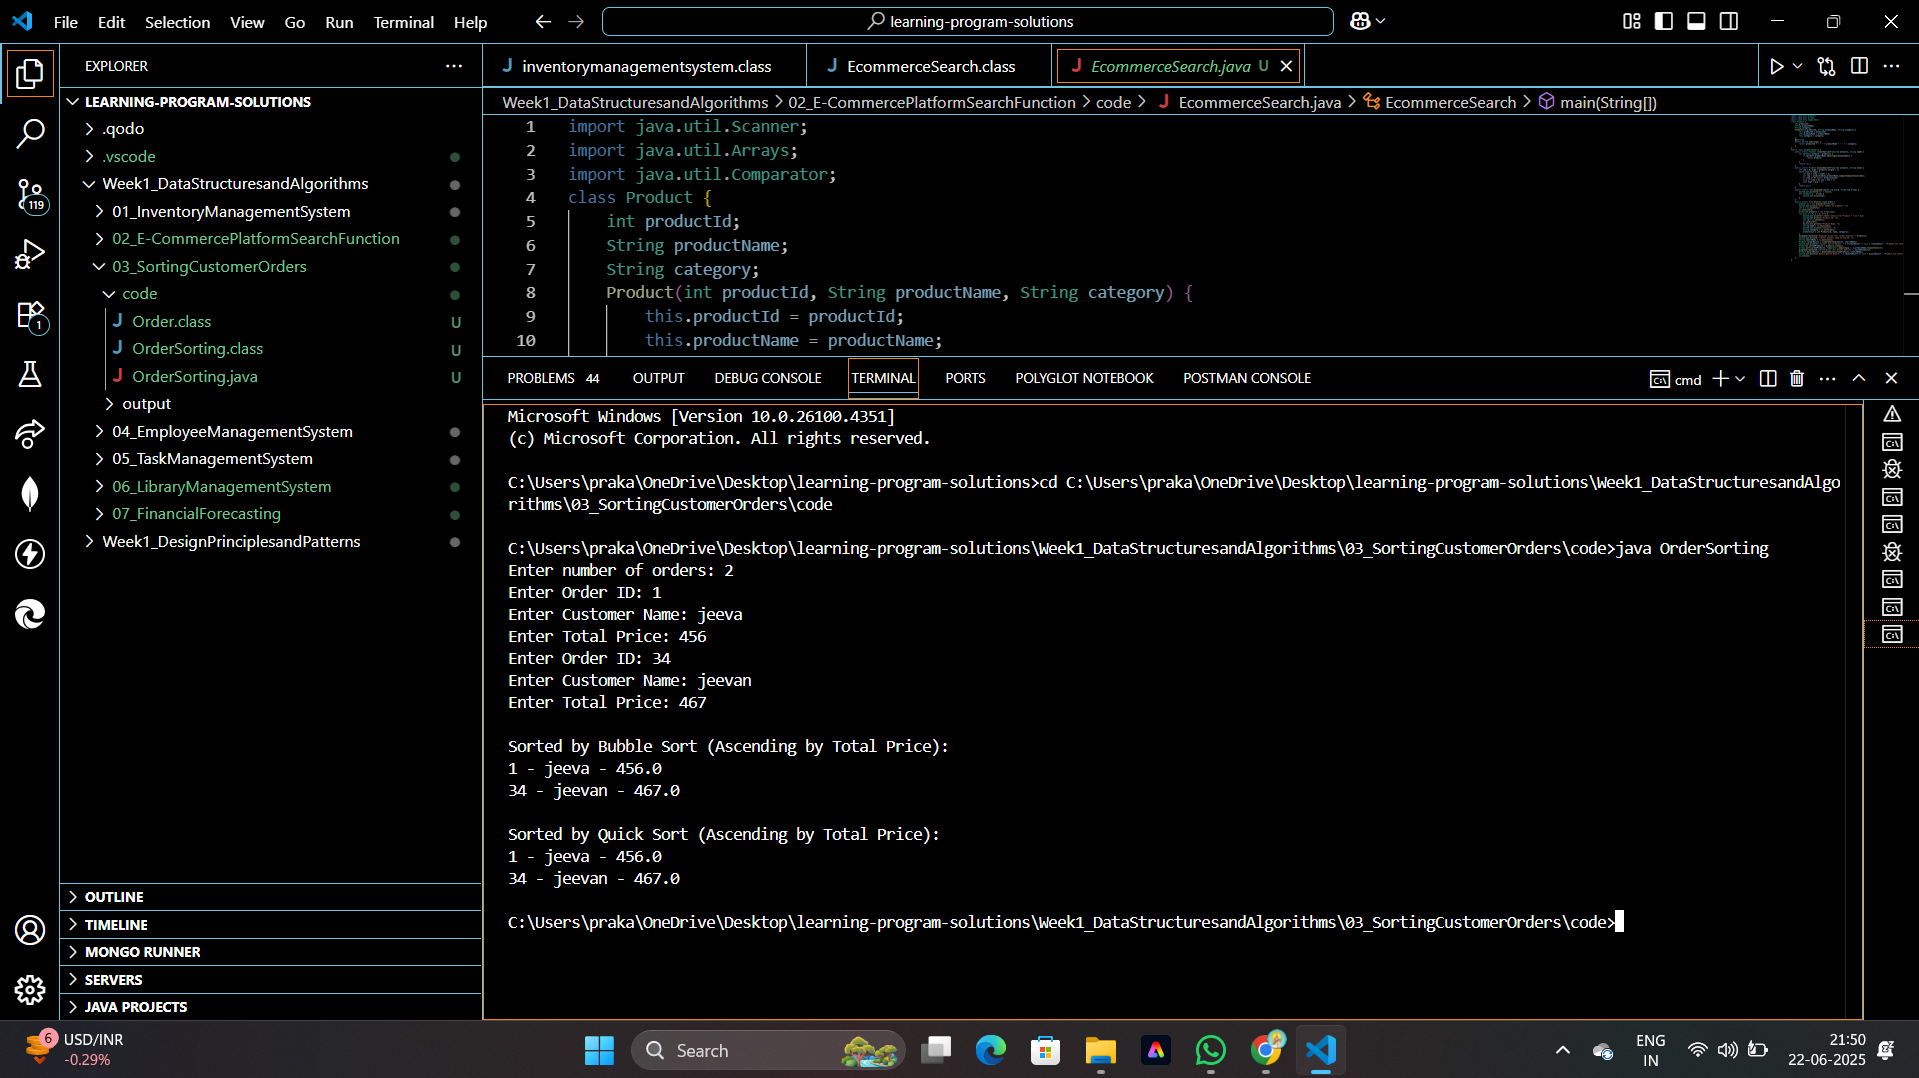 File Edit Selection View Go Run Terminal Help
learning-program-solutions
EXPLORER
LEARNING-PROGRAM-SOLUTIONS
.qodo
.vscode
Week1_DataStructuresandAlgorithms
01_InventoryManagementSystem
02_E-CommercePlatformSearchFunction
03_SortingCustomerOrders
code
Order.class U
OrderSorting.class U
OrderSorting.java U
output
04_EmployeeManagementSystem
05_TaskManagementSystem
06_LibraryManagementSystem
07_FinancialForecasting
Week1_DesignPrinciplesandPatterns
OUTLINE
TIMELINE
MONGO RUNNER
SERVERS
JAVA PROJECTS
119
1
J inventorymanagementsystem.class
J EcommerceSearch.class
J EcommerceSearch.java U
Week1_DataStructuresandAlgorithms > 02_E-CommercePlatformSearchFunction > code > J EcommerceSearch.java > EcommerceSearch > main(String[])
1 import java.util.Scanner;
2 import java.util.Arrays;
3 import java.util.Comparator;
4 class Product {
5 int productId;
6 String productName;
7 String category;
8 Product(int productId, String productName, String category) {
9 this.productId = productId;
10 this.productName = productName;
PROBLEMS 44 OUTPUT DEBUG CONSOLE TERMINAL PORTS POLYGLOT NOTEBOOK POSTMAN CONSOLE
cmd
Microsoft Windows [Version 10.0.26100.4351]
(c) Microsoft Corporation. All rights reserved.
C:\Users\praka\OneDrive\Desktop\learning-program-solutions>cd C:\Users\praka\OneDrive\Desktop\learning-program-solutions\Week1_DataStructuresandAlgo
rithms\03_SortingCustomerOrders\code
C:\Users\praka\OneDrive\Desktop\learning-program-solutions\Week1_DataStructuresandAlgorithms\03_SortingCustomerOrders\code>java OrderSorting
Enter number of orders: 2
Enter Order ID: 1
Enter Customer Name: jeeva
Enter Total Price: 456
Enter Order ID: 34
Enter Customer Name: jeevan
Enter Total Price: 467
Sorted by Bubble Sort (Ascending by Total Price):
1 - jeeva - 456.0
34 - jeevan - 467.0
Sorted by Quick Sort (Ascending by Total Price):
1 - jeeva - 456.0
34 - jeevan - 467.0
C:\Users\praka\OneDrive\Desktop\learning-program-solutions\Week1_DataStructuresandAlgorithms\03_SortingCustomerOrders\code>
6
USD/INR
-0.29%
Search
ENG
IN
21:50
22-06-2025